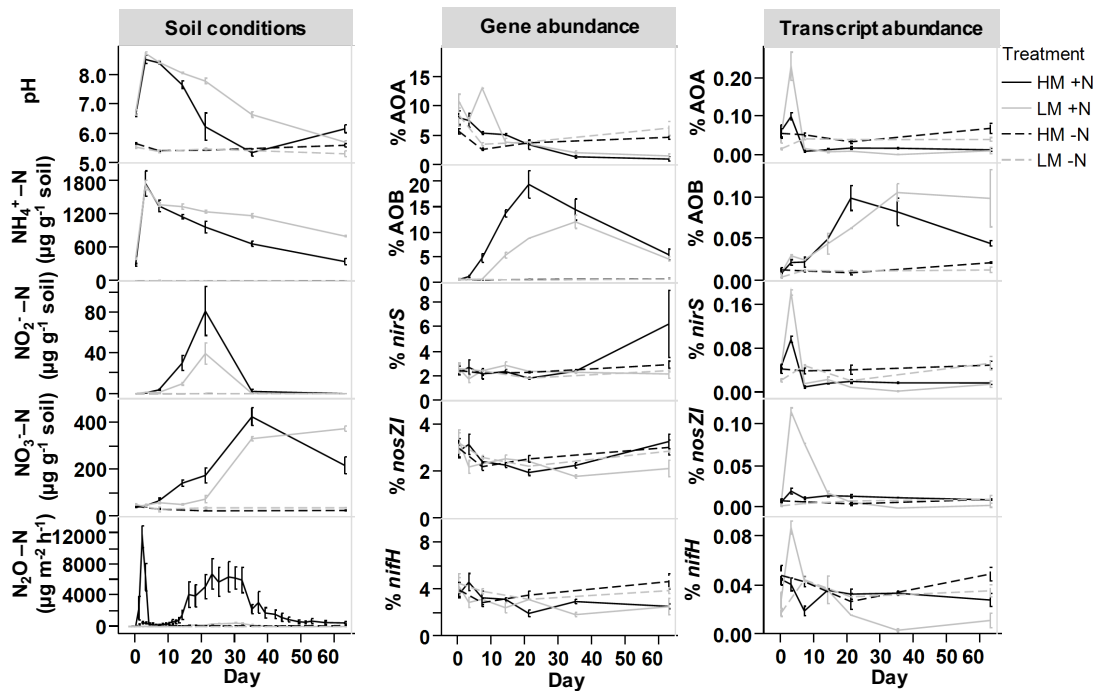 Soil conditions
Gene abundance
Transcript abundance
Treatment
HM +N
LM +N
HM -N
LM -N
pH
8.0
7.0
6.0
5.0
NH₄⁺–N
(µg g⁻¹ soil)
1800
1200
600
0
NO₂⁻–N
(µg g⁻¹ soil)
80
40
0
NO₃⁻–N
(µg g⁻¹ soil)
400
200
0
N₂O–N
(µg m⁻² h⁻¹)
12000
8000
4000
0
0 10 20 30 40 50 60
Day
% AOA
15
10
5
0
% AOB
20
15
10
5
0
% nirS
8
6
4
2
0
% nosZI
4
2
0
% nifH
8
6
4
2
0
0 10 20 30 40 50 60
Day
% AOA
0.20
0.10
0.00
% AOB
0.10
0.05
0.00
% nirS
0.16
0.08
0.00
% nosZI
0.10
0.05
0.00
% nifH
0.08
0.04
0.00
0 10 20 30 40 50 60
Day